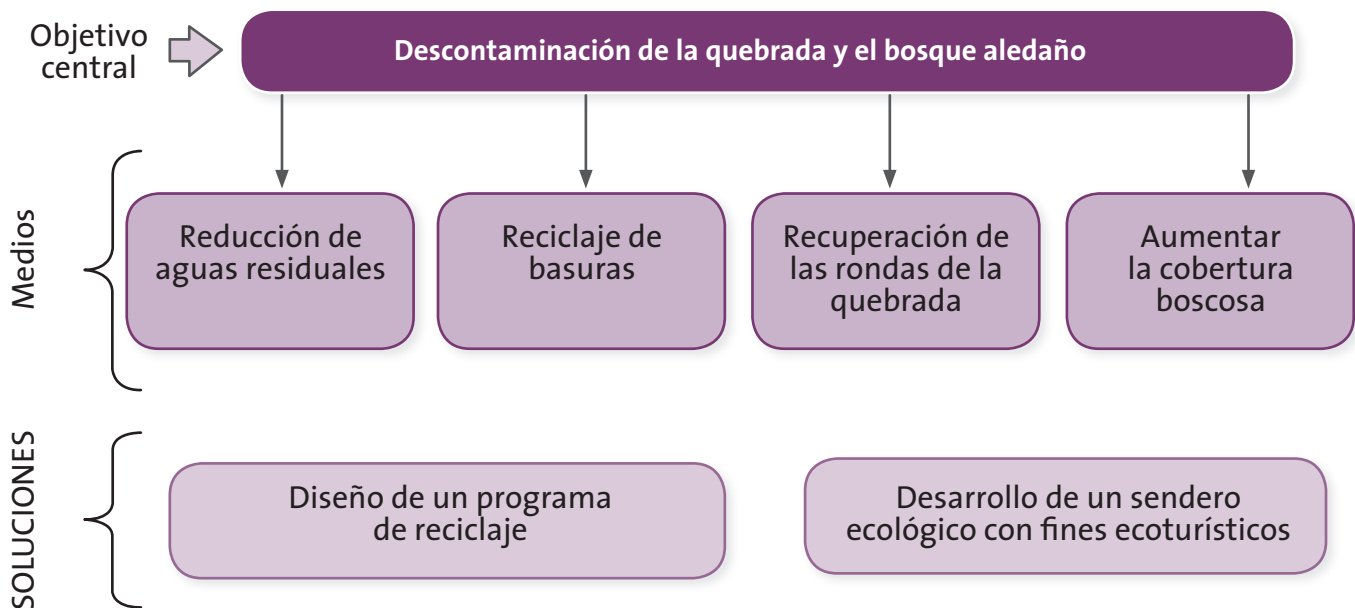 Objetivo
central
Descontaminación de la quebrada y el bosque aledaño
Medios
Reducción de
aguas residuales
Reciclaje de
basuras
Recuperación de
las rondas de la
quebrada
Aumentar
la cobertura
boscosa
SOLUCIONES
Diseño de un programa
de reciclaje
Desarrollo de un sendero
ecológico con fines ecoturísticos